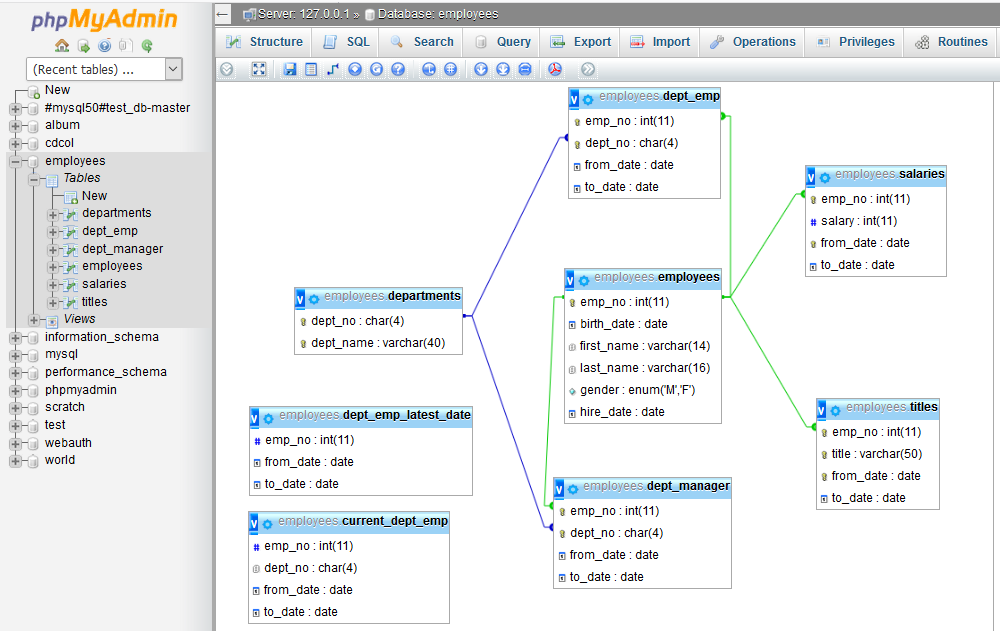 phpMyAdmin
(Recent tables) ...
New
#mysql50#test_db-master
album
cdcol
employees
Tables
New
departments
dept_emp
dept_manager
employees
salaries
titles
Views
information_schema
mysql
performance_schema
phpmyadmin
scratch
test
webauth
world
Server: 127.0.0.1 » Database: employees
Structure SQL Search Query Export Import Operations Privileges Routines
employees.dept_emp
emp_no : int(11)
dept_no : char(4)
from_date : date
to_date : date
employees.salaries
emp_no : int(11)
salary : int(11)
from_date : date
to_date : date
employees.departments
dept_no : char(4)
dept_name : varchar(40)
employees.employees
emp_no : int(11)
birth_date : date
first_name : varchar(14)
last_name : varchar(16)
gender : enum('M','F')
hire_date : date
employees.titles
emp_no : int(11)
title : varchar(50)
from_date : date
to_date : date
employees.dept_emp_latest_date
emp_no : int(11)
from_date : date
to_date : date
employees.dept_manager
emp_no : int(11)
dept_no : char(4)
from_date : date
to_date : date
employees.current_dept_emp
emp_no : int(11)
dept_no : char(4)
from_date : date
to_date : date